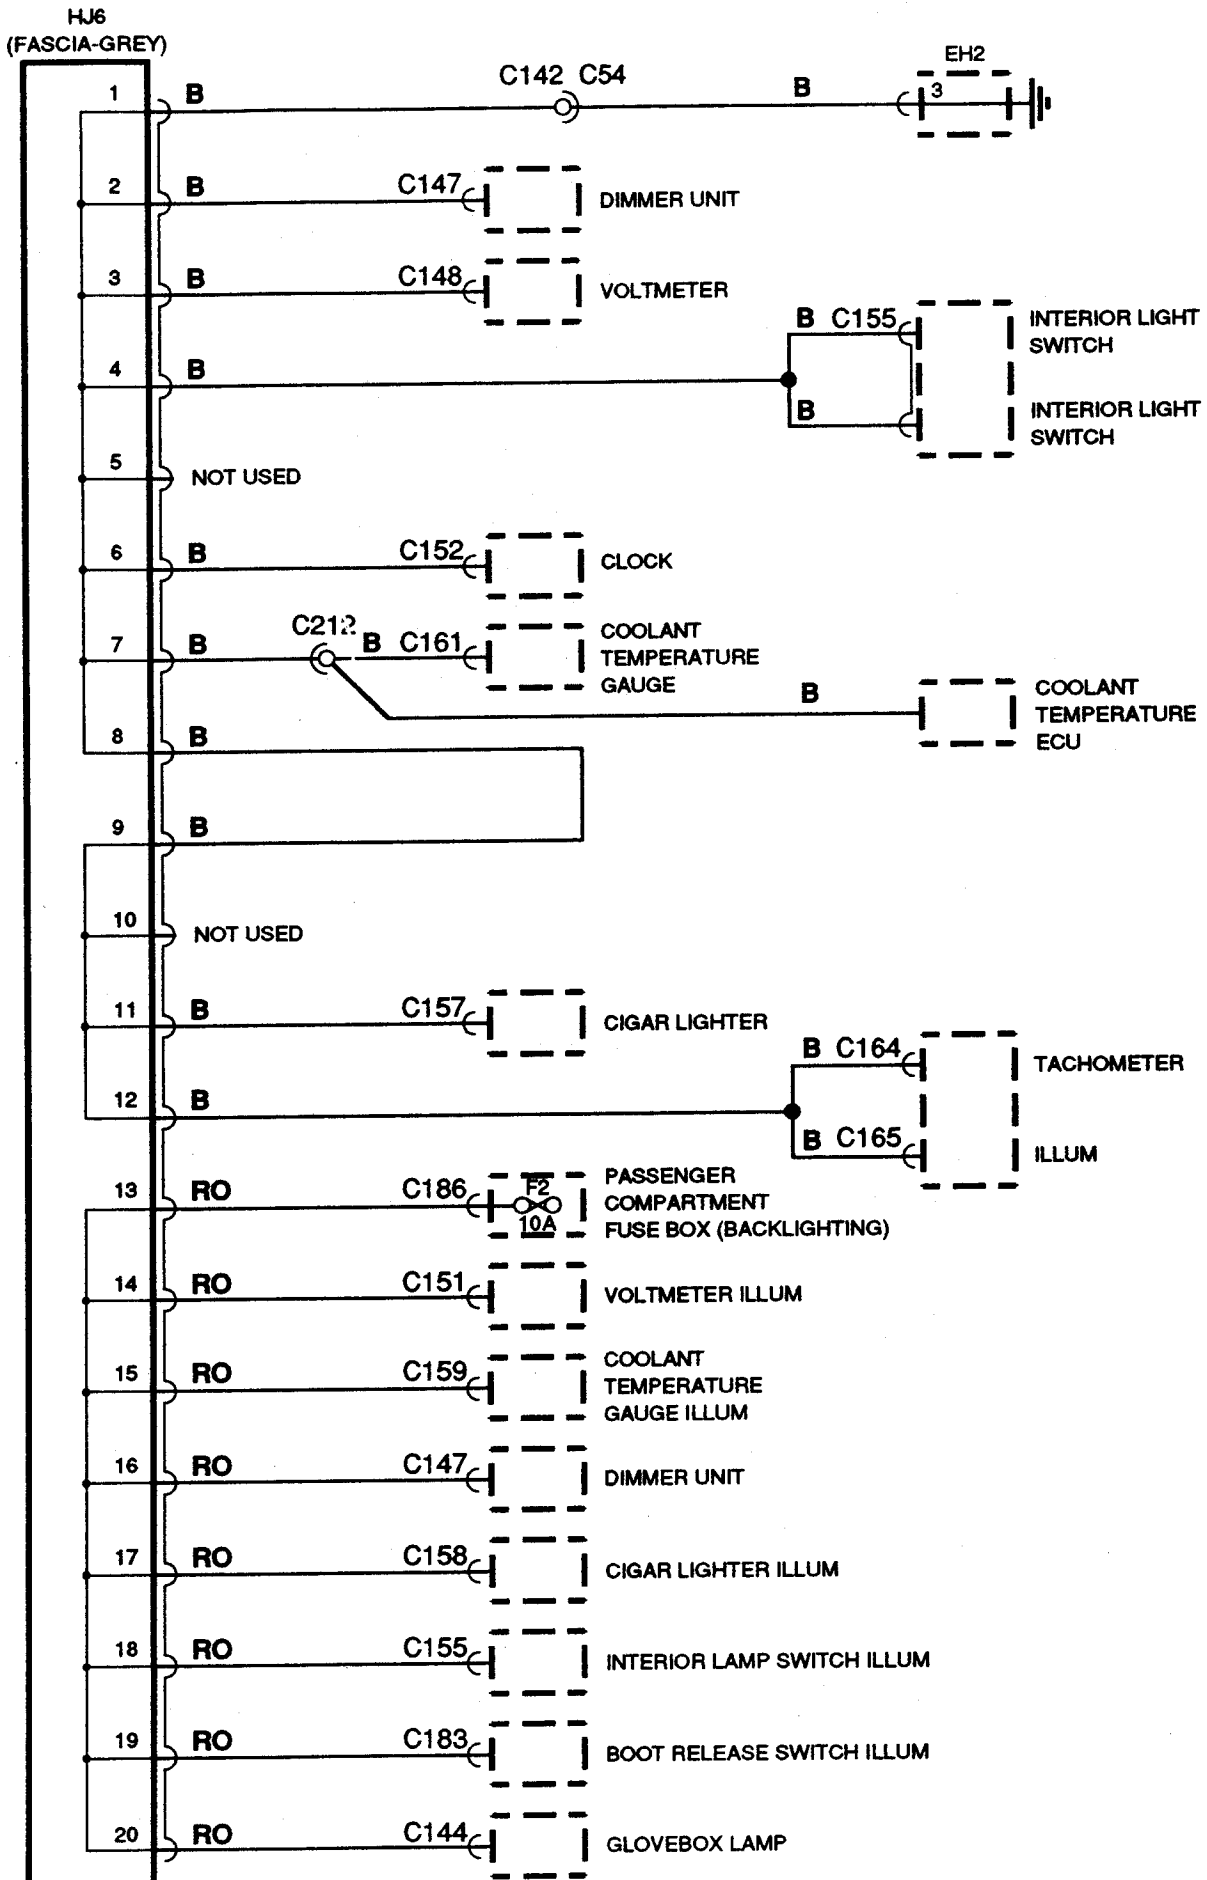 HJ6
(FASCIA-GREY)
1 B C142 C54 B EH2 3
2 B C147 DIMMER UNIT
3 B C148 VOLTMETER
4 B B C155 INTERIOR LIGHT
SWITCH
B INTERIOR LIGHT
SWITCH
5 NOT USED
6 B C152 CLOCK
7 B C212 B C161 COOLANT
TEMPERATURE
GAUGE
B COOLANT
TEMPERATURE
ECU
8 B
9 B
10 NOT USED
11 B C157 CIGAR LIGHTER
12 B B C164 TACHOMETER
B C165 ILLUM
13 RO C186 F2 10A PASSENGER
COMPARTMENT
FUSE BOX (BACKLIGHTING)
14 RO C151 VOLTMETER ILLUM
15 RO C159 COOLANT
TEMPERATURE
GAUGE ILLUM
16 RO C147 DIMMER UNIT
17 RO C158 CIGAR LIGHTER ILLUM
18 RO C155 INTERIOR LAMP SWITCH ILLUM
19 RO C183 BOOT RELEASE SWITCH ILLUM
20 RO C144 GLOVEBOX LAMP